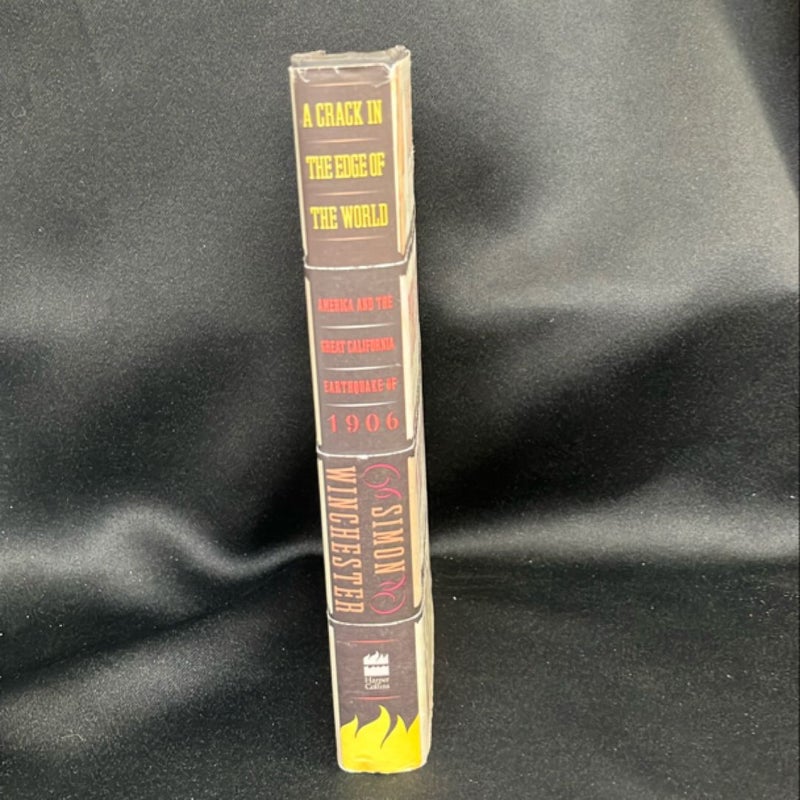 A CRACK IN
THE EDGE OF
THE WORLD
AMERICA AND THE
GREAT CALIFORNIA
EARTHQUAKE OF
1906
SIMON
WINCHESTER
Harper
Collins